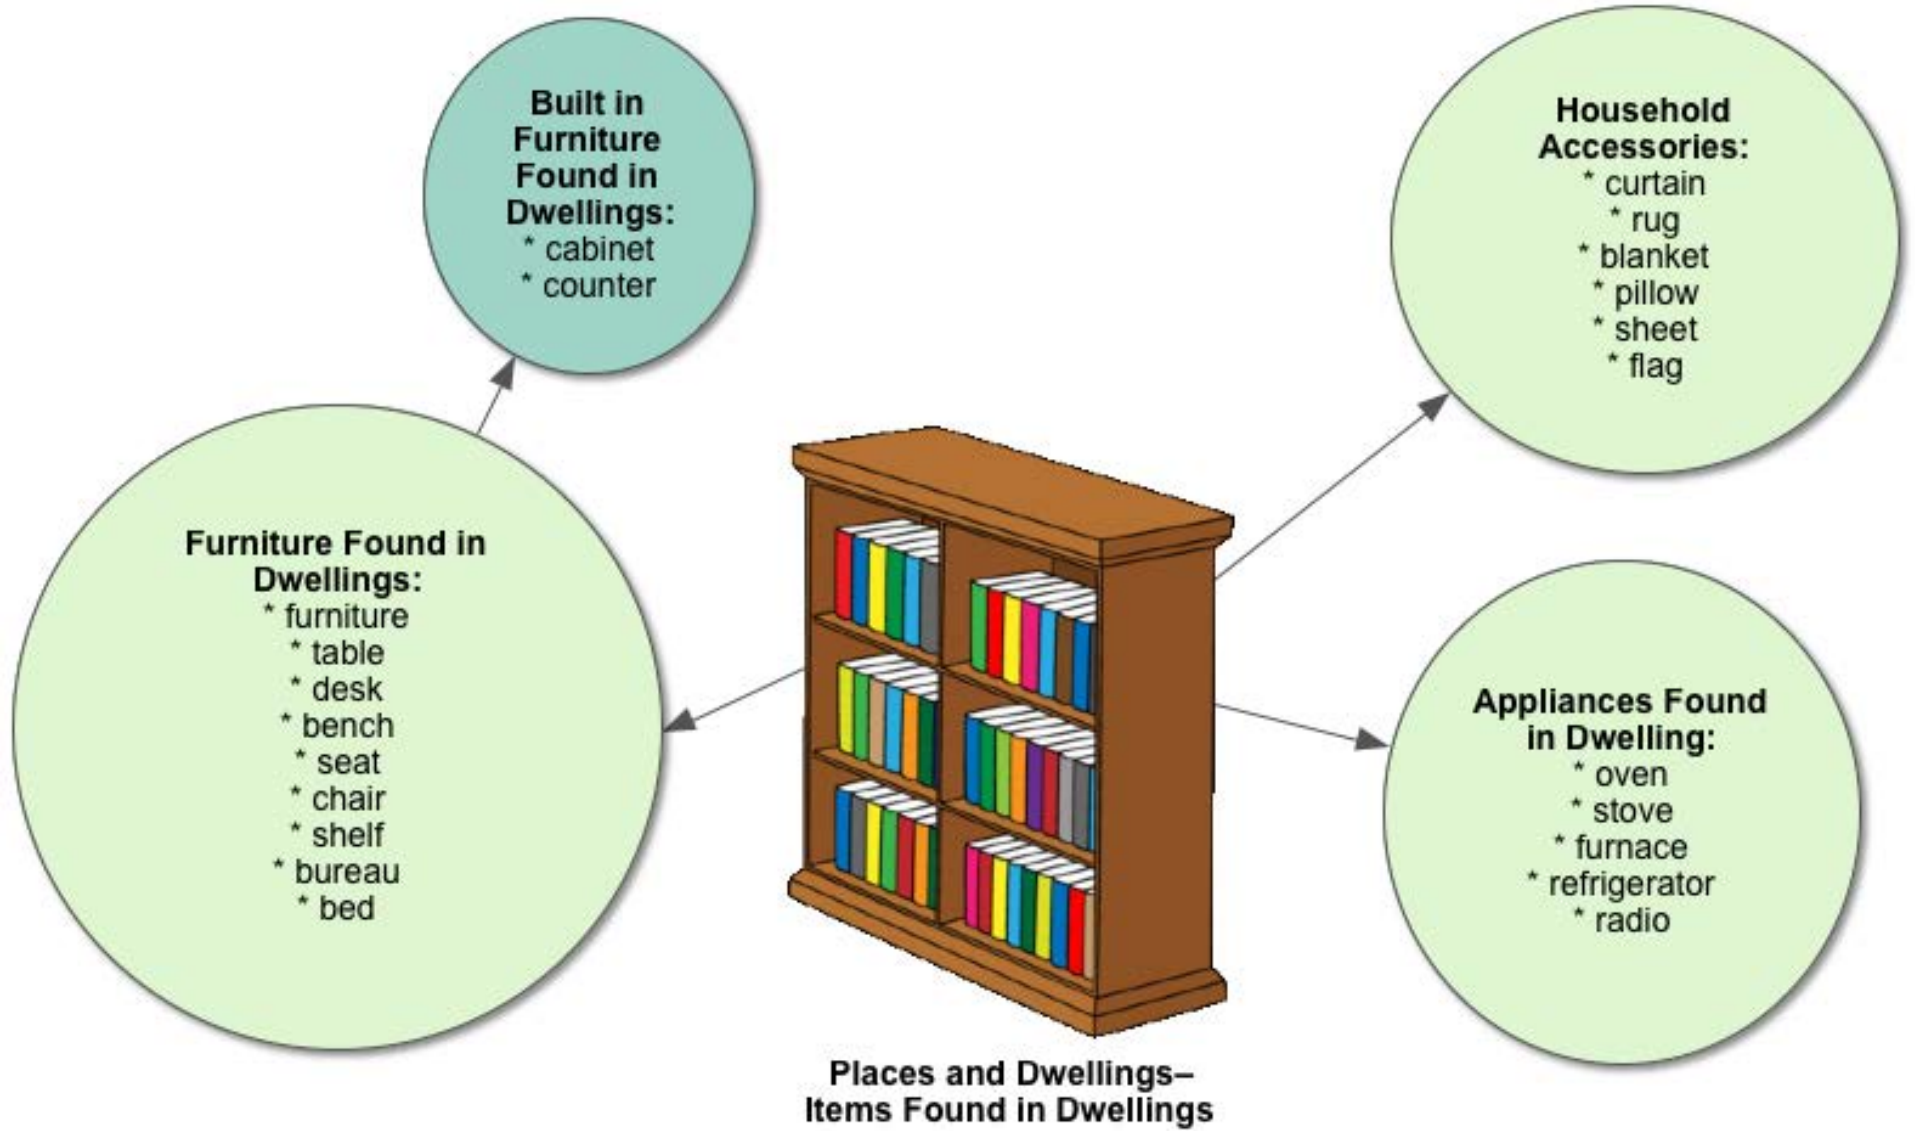 Built in
Furniture
Found in
Dwellings:
* cabinet
* counter
Household
Accessories:
* curtain
* rug
* blanket
* pillow
* sheet
* flag
Furniture Found in
Dwellings:
* furniture
* table
* desk
* bench
* seat
* chair
* shelf
* bureau
* bed
Appliances Found
in Dwelling:
* oven
* stove
* furnace
* refrigerator
* radio
Places and Dwellings–
Items Found in Dwellings